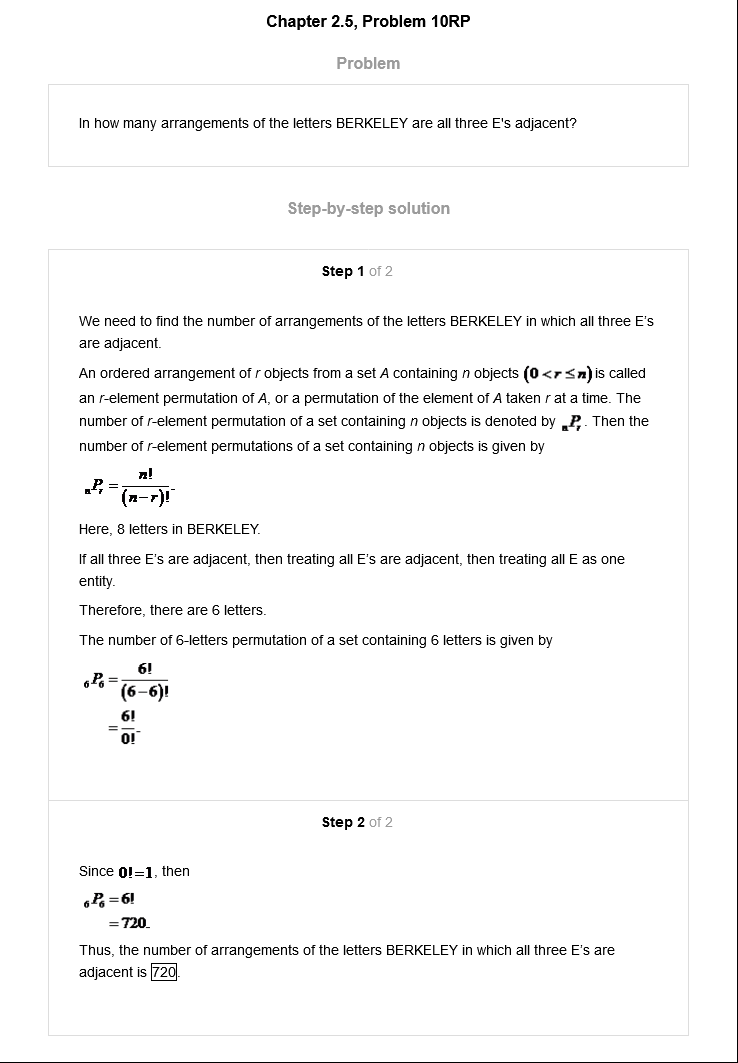 Chapter 2.5, Problem 10RP
Problem
In how many arrangements of the letters BERKELEY are all three E's adjacent?
Step-by-step solution
Step 1 of 2
We need to find the number of arrangements of the letters BERKELEY in which all three E's
are adjacent.
An ordered arrangement of r objects from a set A containing n objects (0 < r ≤ n) is called
an r-element permutation of A, or a permutation of the element of A taken r at a time. The
number of r-element permutation of a set containing n objects is denoted by ₙPᵣ. Then the
number of r-element permutations of a set containing n objects is given by
ₙPᵣ = n! / (n−r)!.
Here, 8 letters in BERKELEY.
If all three E's are adjacent, then treating all E's are adjacent, then treating all E as one
entity.
Therefore, there are 6 letters.
The number of 6-letters permutation of a set containing 6 letters is given by
₆P₆ = 6! / (6−6)!
= 6! / 0!.
Step 2 of 2
Since 0!=1, then
₆P₆ = 6!
= 720.
Thus, the number of arrangements of the letters BERKELEY in which all three E's are
adjacent is 720.